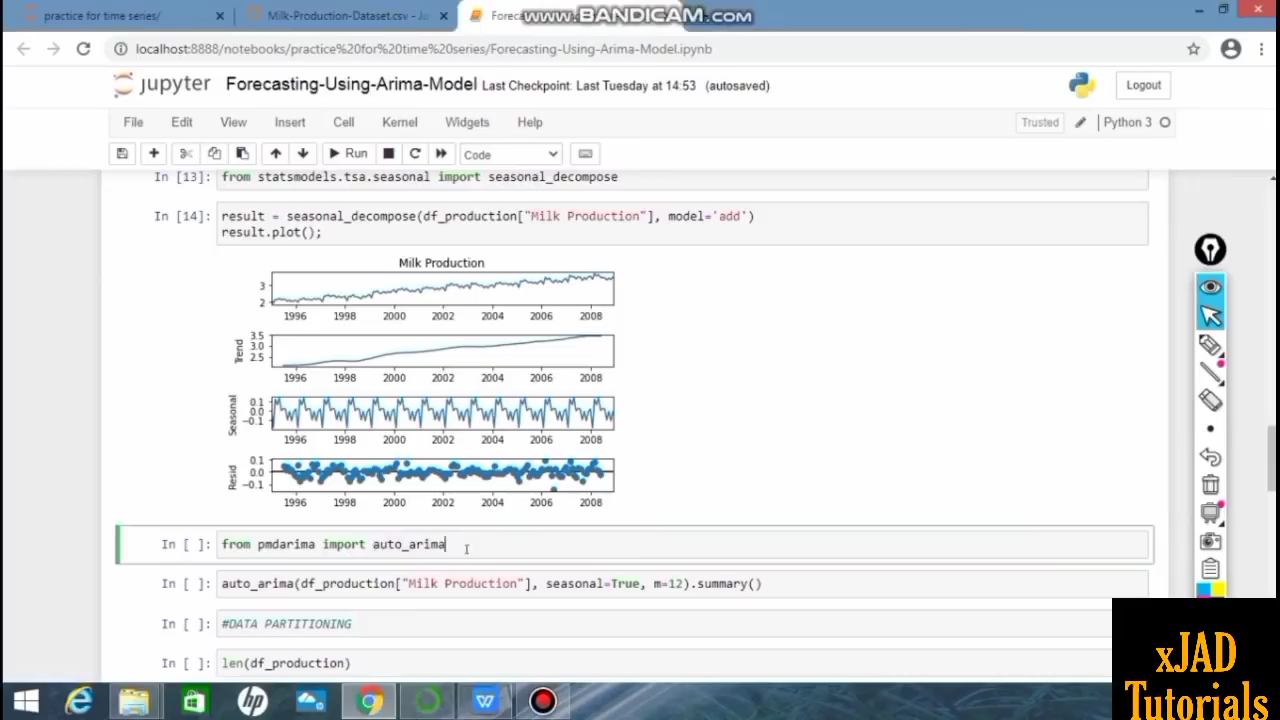 practice for time series/
Milk-Production-Dataset.csv - Ju
Foreca
www.BANDICAM.com
localhost:8888/notebooks/practice%20for%20time%20series/Forecasting-Using-Arima-Model.ipynb
jupyter Forecasting-Using-Arima-Model Last Checkpoint: Last Tuesday at 14:53 (autosaved)
Logout
File Edit View Insert Cell Kernel Widgets Help
Trusted
Python 3
Run
Code
In [13]: from statsmodels.tsa.seasonal import seasonal_decompose
In [14]: result = seasonal_decompose(df_production["Milk Production"], model='add')
result.plot();
Milk Production
3
2
1996 1998 2000 2002 2004 2006 2008
Trend
3.5
3.0
2.5
1996 1998 2000 2002 2004 2006 2008
Seasonal
0.1
0.0
−0.1
1996 1998 2000 2002 2004 2006 2008
Resid
0.1
0.0
−0.1
1996 1998 2000 2002 2004 2006 2008
In [ ]: from pmdarima import auto_arima
In [ ]: auto_arima(df_production["Milk Production"], seasonal=True, m=12).summary()
In [ ]: #DATA PARTITIONING
In [ ]: len(df_production)
xJAD
Tutorials
hp
W